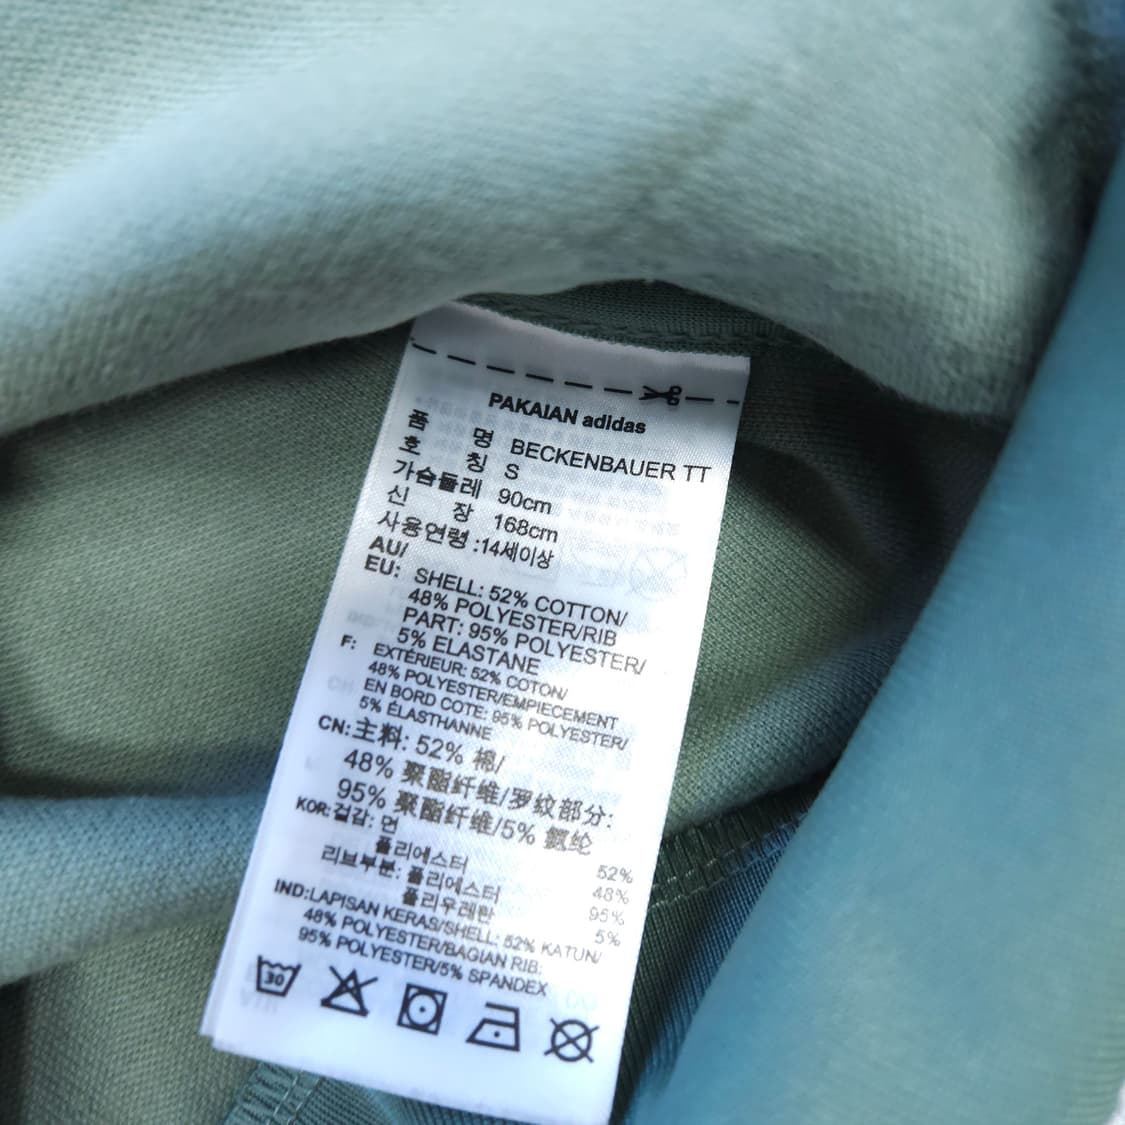 PAKAIAN adidas
품 명 BECKENBAUER TT
호 칭 S
가슴둘레 90cm
신 장 168cm
사용연령 :14세이상
AU/
EU: SHELL: 52% COTTON/
48% POLYESTER/RIB
PART: 95% POLYESTER/
5% ELASTANE
F: EXTÉRIEUR: 52% COTON/
48% POLYESTER/EMPIECEMENT
EN BORD COTE: 95% POLYESTER/
5% ÉLASTHANNE
CN:主料: 52% 棉/
48% 聚酯纤维/罗纹部分:
95% 聚酯纤维/5% 氨纶
KOR:겉감: 면 52%
폴리에스터 48%
리브부분: 폴리에스터 95%
폴리우레탄 5%
IND:LAPISAN KERAS/SHELL: 52% KATUN/
48% POLYESTER/BAGIAN RIB:
95% POLYESTER/5% SPANDEX
30